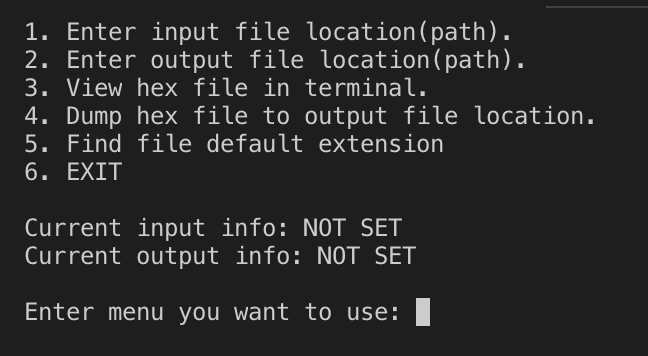 1. Enter input file location(path).
2. Enter output file location(path).
3. View hex file in terminal.
4. Dump hex file to output file location.
5. Find file default extension
6. EXIT
Current input info: NOT SET
Current output info: NOT SET
Enter menu you want to use: